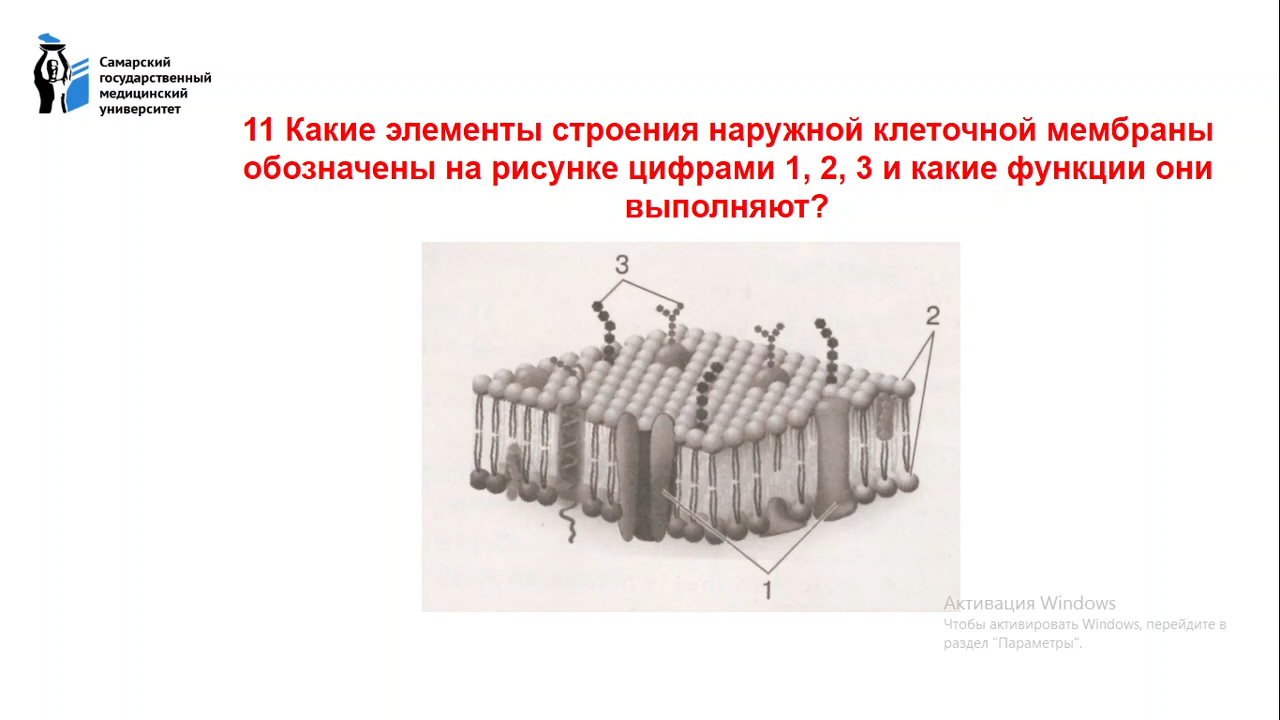 Самарский
государственный
медицинский
университет
11 Какие элементы строения наружной клеточной мембраны
обозначены на рисунке цифрами 1, 2, 3 и какие функции они
выполняют?
3
2
1
Активация Windows
Чтобы активировать Windows, перейдите в
раздел "Параметры".